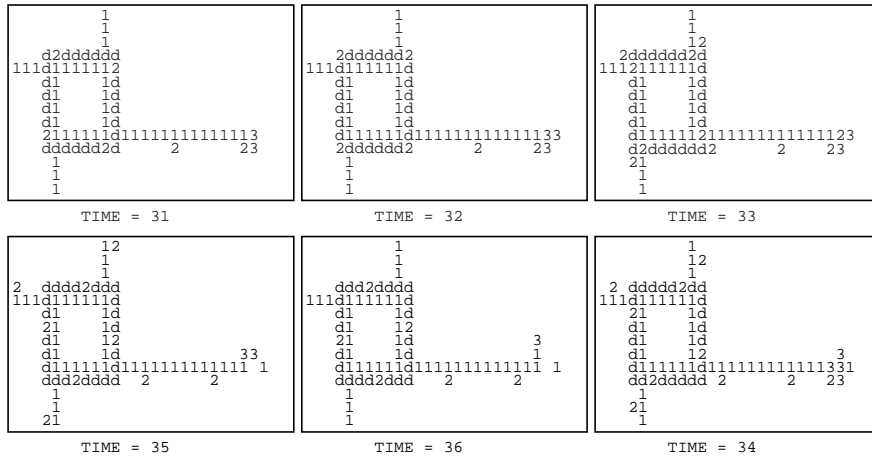 1
1
1
d2dddddd
111d11111112
d1 1d
d1 1d
d1 1d
d1 1d
2111111d111111111111113
dddddd2d 2 23
1
1
1
TIME = 31
1
1
1
2dddddd2
111d111111d
d1 1d
d1 1d
d1 1d
d1 1d
d111111d1111111111111133
2dddddd2 2 23
1
1
1
TIME = 32
1
1
12
2dddddd2d
1112111111d
d1 1d
d1 1d
d1 1d
d1 1d
d11111121111111111111123
d2dddddd2 2 23
21
1
1
TIME = 33
12
1
1
2 dddd2ddd
111d111111d
d1 1d
21 1d
d1 12
d1 1d 33
d111111d1111111111111 1
ddd2dddd 2 2
1
1
21
TIME = 35
1
1
1
ddd2dddd
111d111111d
d1 1d
d1 12
21 1d 3
d1 1d 1
d111111d1111111111111 1
dddd2ddd 2 2
1
1
1
TIME = 36
1
12
1
2 ddddd2dd
111d111111d
21 1d
d1 1d
d1 1d
d1 12 3
d111111d111111111111331
dd2ddddd 2 2 23
1
21
1
TIME = 34